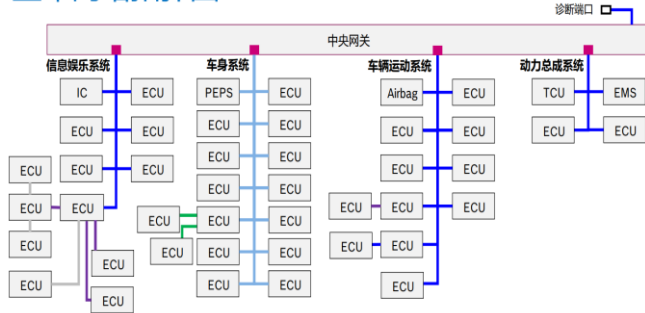 诊断端口
中央网关
信息娱乐系统 车身系统 车辆运动系统 动力总成系统
IC ECU PEPS ECU Airbag ECU TCU EMS
ECU ECU ECU ECU ECU ECU ECU ECU
ECU ECU ECU ECU ECU ECU
ECU
ECU ECU
ECU ECU ECU ECU ECU ECU
ECU ECU ECU
ECU
ECU ECU ECU ECU ECU
ECU
ECU ECU ECU ECU
ECU